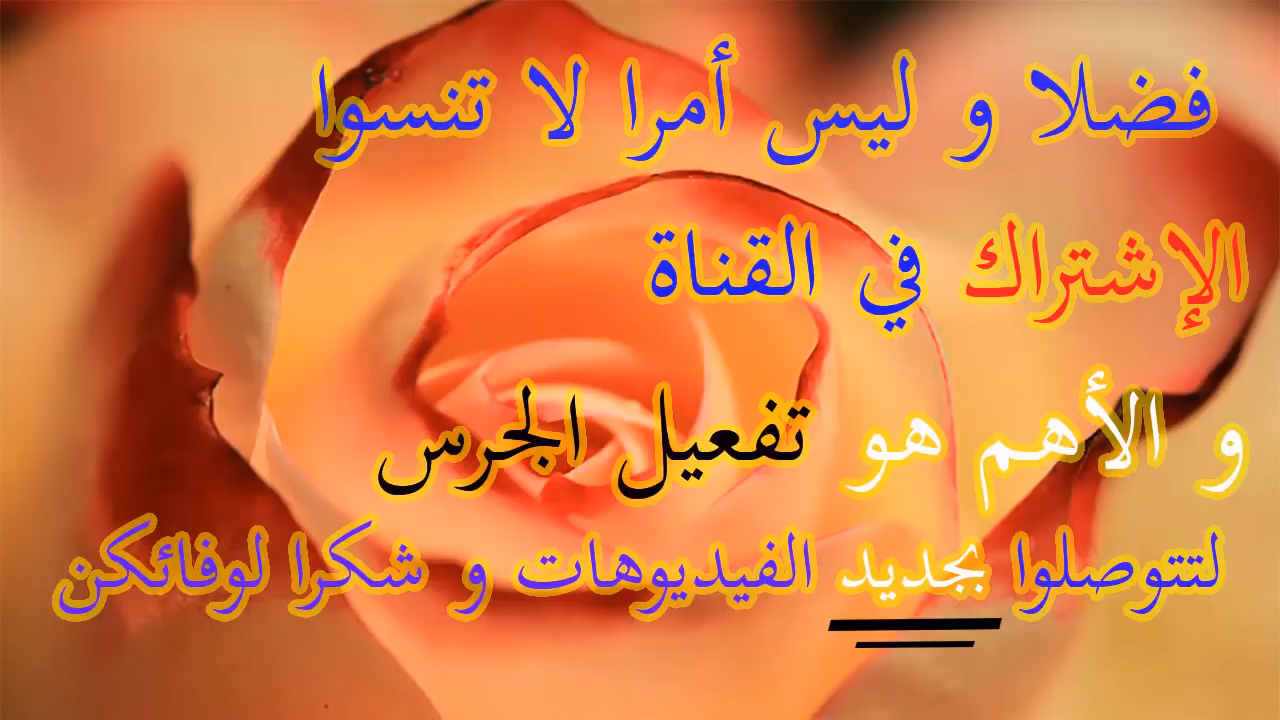 فضلا و ليس أمرا لا تنسوا
الإشتراك في القناة
و الأهم هو تفعيل الجرس
لتتوصلوا بجديد الفيديوهات و شكرا لوفائكن